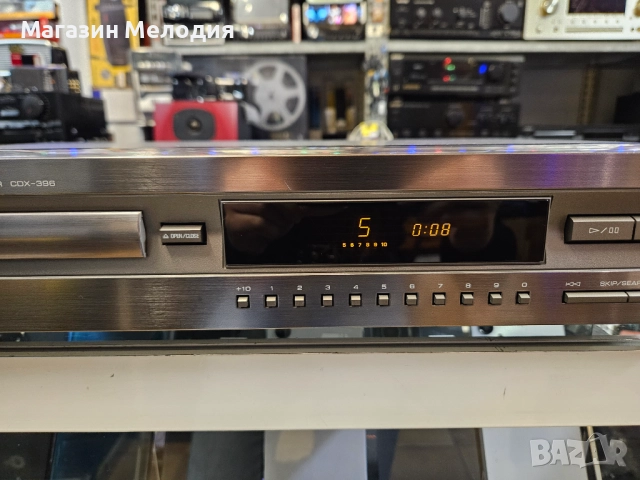 Магазин Мелодия
CDX-396
OPEN/CLOSE
5 0:08
5 6 7 8 9 10
+10 1 2 3 4 5 6 7 8 9 0
SKIP/SEAR
BAZAR